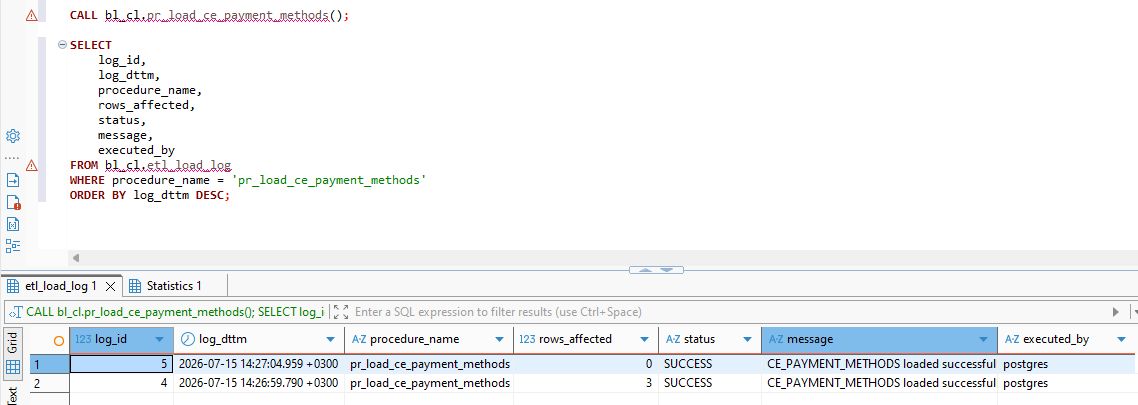 CALL bl_cl.pr_load_ce_payment_methods();
SELECT
log_id,
log_dttm,
procedure_name,
rows_affected,
status,
message,
executed_by
FROM bl_cl.etl_load_log
WHERE procedure_name = 'pr_load_ce_payment_methods'
ORDER BY log_dttm DESC;
etl_load_log 1 Statistics 1
CALL bl_cl.pr_load_ce_payment_methods(); SELECT log_i Enter a SQL expression to filter results (use Ctrl+Space)
Grid
Text
123 log_id log_dttm A-Z procedure_name 123 rows_affected A-Z status A-Z message A-Z executed_by
1 5 2026-07-15 14:27:04.959 +0300 pr_load_ce_payment_methods 0 SUCCESS CE_PAYMENT_METHODS loaded successful postgres
2 4 2026-07-15 14:26:59.790 +0300 pr_load_ce_payment_methods 3 SUCCESS CE_PAYMENT_METHODS loaded successful postgres